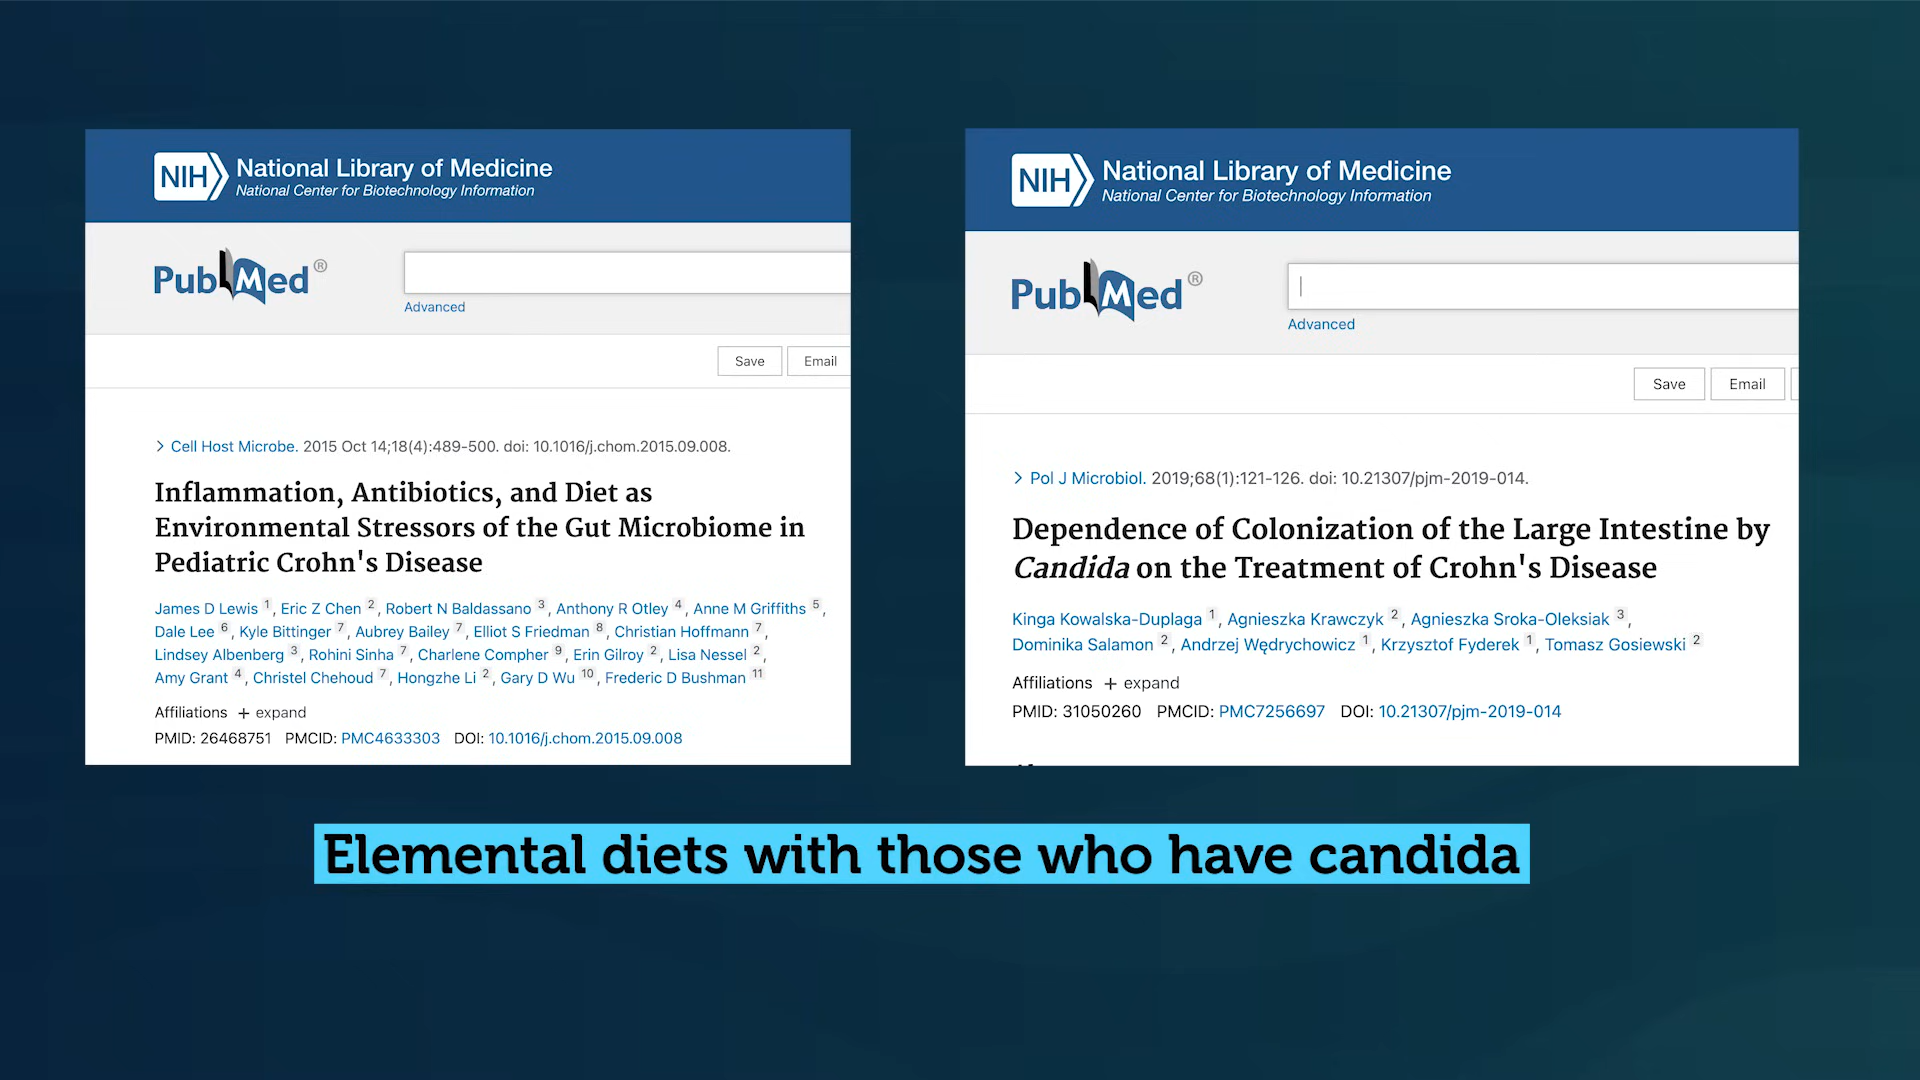 NIH National Library of Medicine
National Center for Biotechnology Information
PubMed®
Advanced
Save Email
Cell Host Microbe. 2015 Oct 14;18(4):489-500. doi: 10.1016/j.chom.2015.09.008.
Inflammation, Antibiotics, and Diet as
Environmental Stressors of the Gut Microbiome in
Pediatric Crohn's Disease
James D Lewis 1, Eric Z Chen 2, Robert N Baldassano 3, Anthony R Otley 4, Anne M Griffiths 5,
Dale Lee 6, Kyle Bittinger 7, Aubrey Bailey 7, Elliot S Friedman 8, Christian Hoffmann 7,
Lindsey Albenberg 3, Rohini Sinha 7, Charlene Compher 9, Erin Gilroy 2, Lisa Nessel 2,
Amy Grant 4, Christel Chehoud 7, Hongzhe Li 2, Gary D Wu 10, Frederic D Bushman 11
Affiliations + expand
PMID: 26468751 PMCID: PMC4633303 DOI: 10.1016/j.chom.2015.09.008
NIH National Library of Medicine
National Center for Biotechnology Information
PubMed®
Advanced
Save Email
Pol J Microbiol. 2019;68(1):121-126. doi: 10.21307/pjm-2019-014.
Dependence of Colonization of the Large Intestine by
Candida on the Treatment of Crohn's Disease
Kinga Kowalska-Duplaga 1, Agnieszka Krawczyk 2, Agnieszka Sroka-Oleksiak 3,
Dominika Salamon 2, Andrzej Wędrychowicz 1, Krzysztof Fyderek 1, Tomasz Gosiewski 2
Affiliations + expand
PMID: 31050260 PMCID: PMC7256697 DOI: 10.21307/pjm-2019-014
Elemental diets with those who have candida